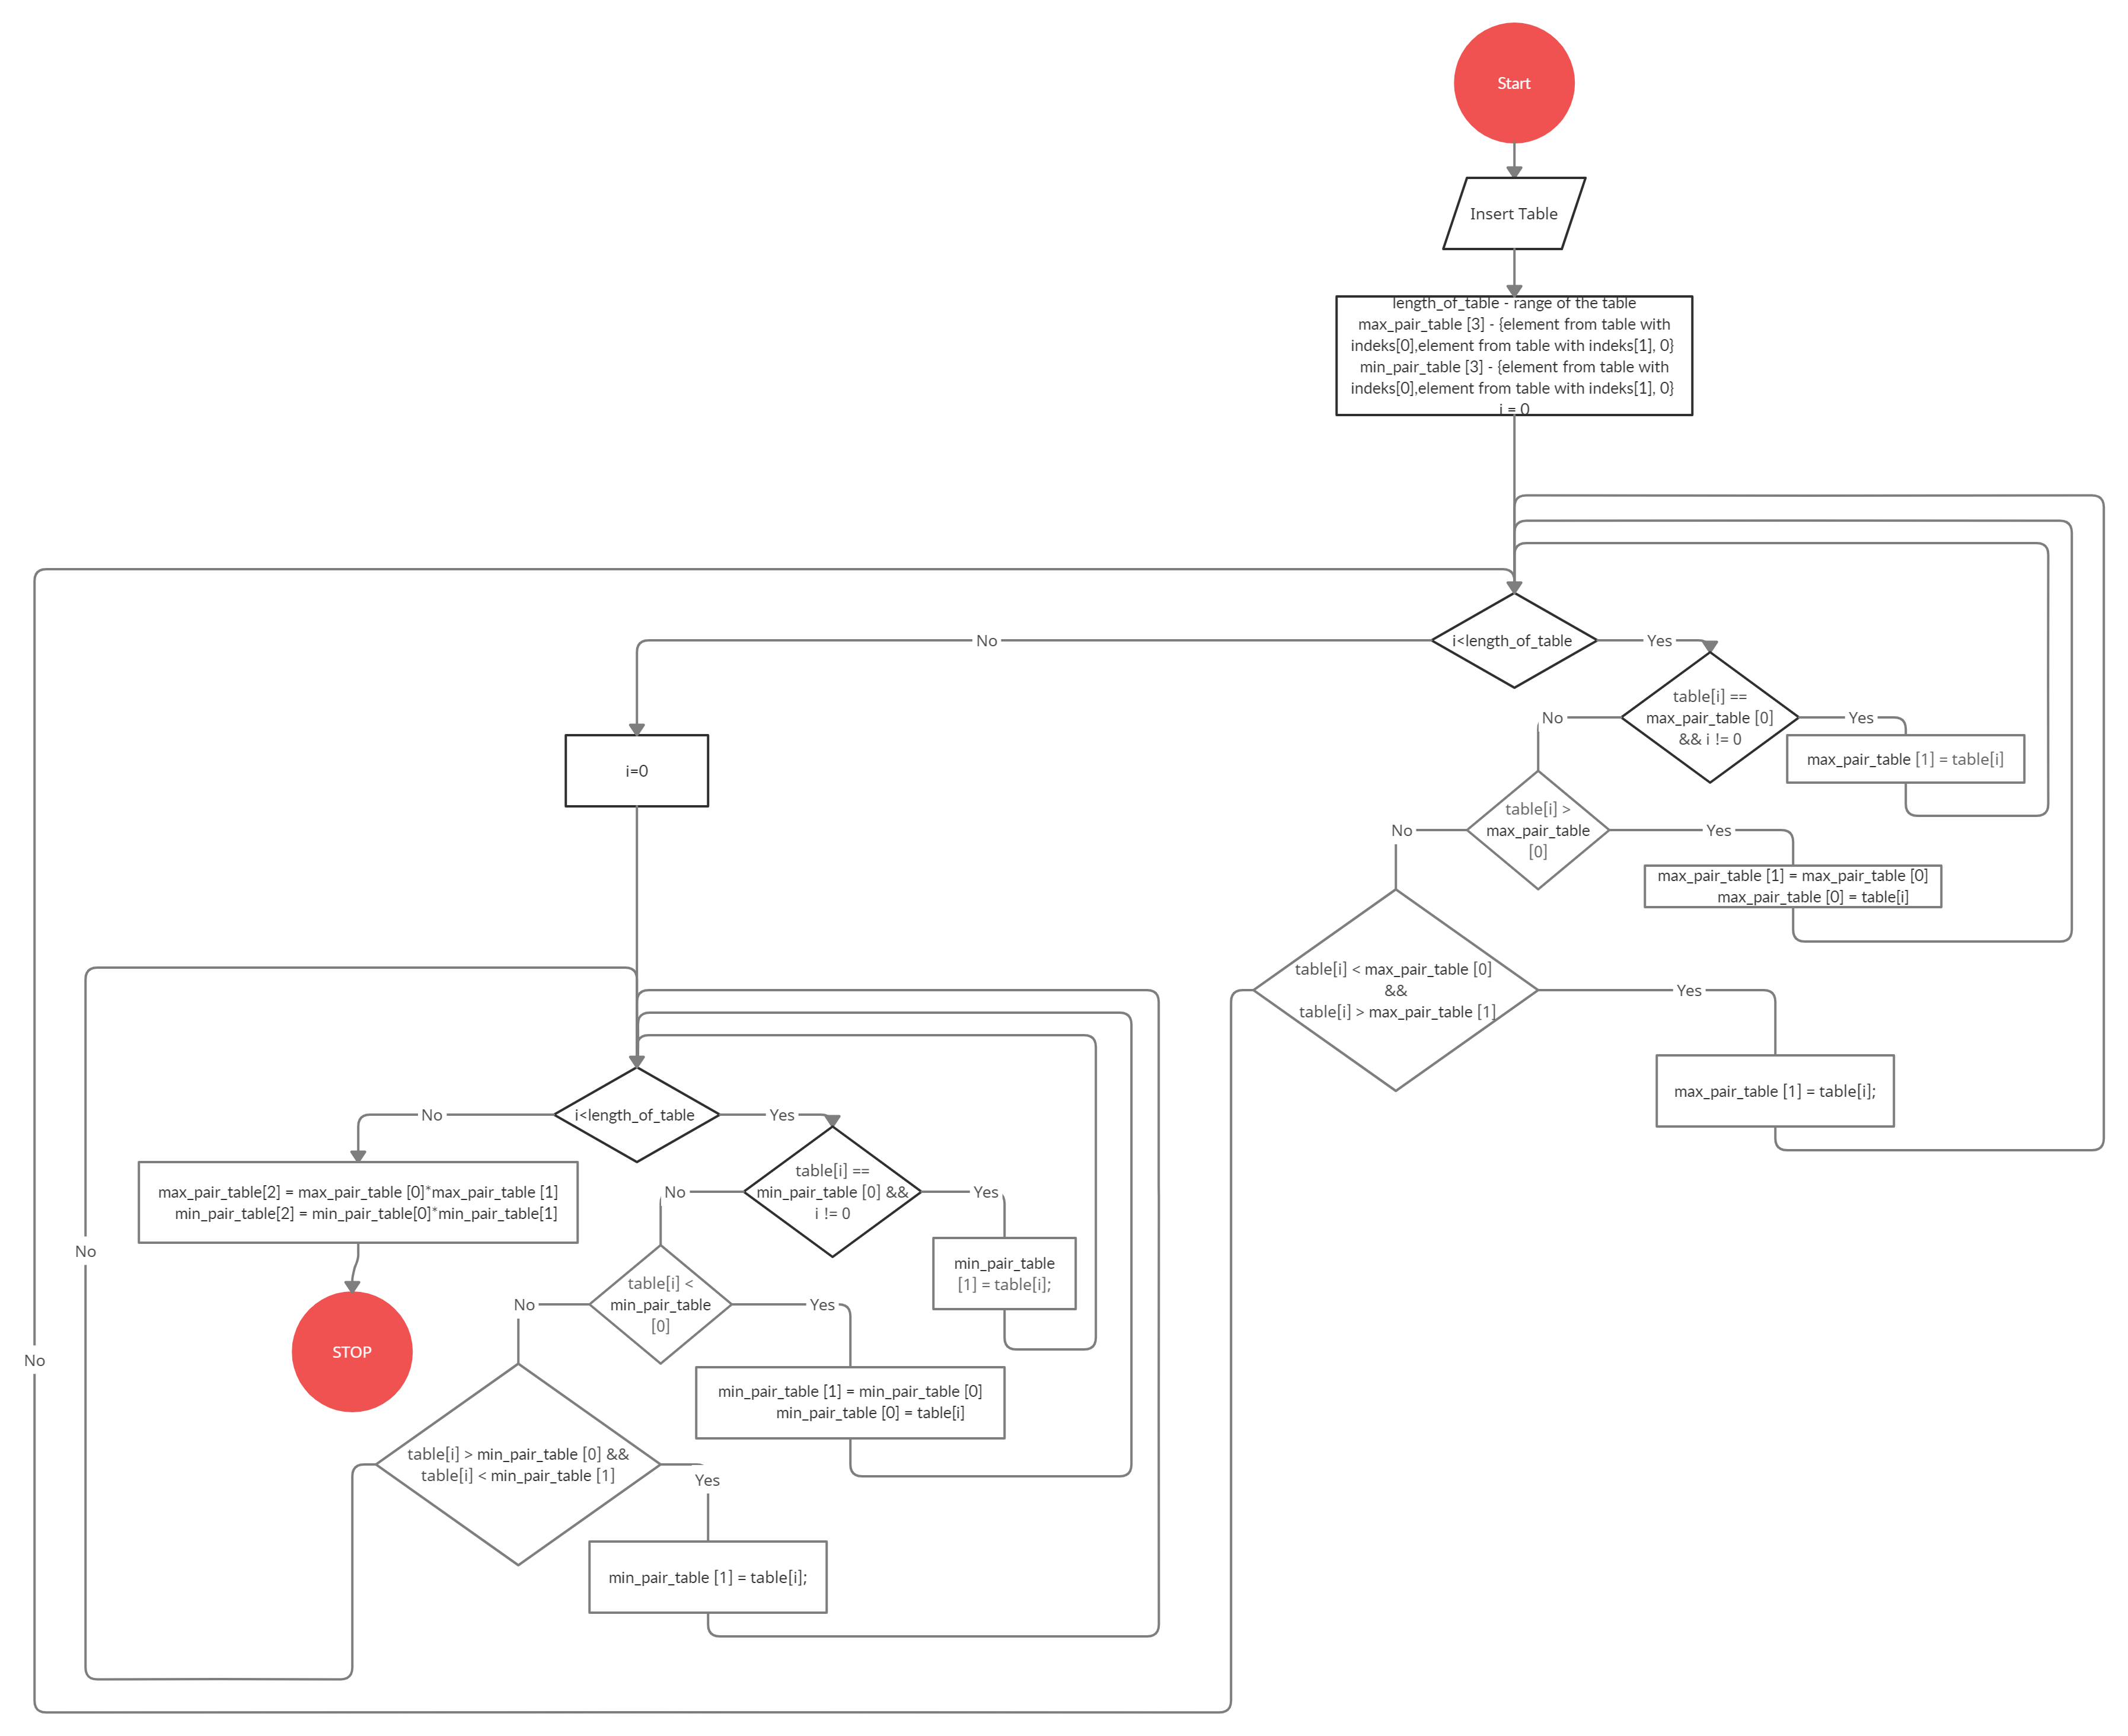 Start
Insert Table
length_of_table - range of the table
max_pair_table [3] - {element from table with
indeks[0],element from table with indeks[1], 0}
min_pair_table [3] - {element from table with
indeks[0],element from table with indeks[1], 0}
i = 0
i<length_of_table
No
Yes
table[i] ==
max_pair_table [0]
&& i != 0
No
Yes
max_pair_table [1] = table[i]
table[i] >
max_pair_table
[0]
No
Yes
max_pair_table [1] = max_pair_table [0]
max_pair_table [0] = table[i]
table[i] < max_pair_table [0]
&&
table[i] > max_pair_table [1]
Yes
max_pair_table [1] = table[i];
No
i=0
i<length_of_table
No
Yes
max_pair_table[2] = max_pair_table [0]*max_pair_table [1]
min_pair_table[2] = min_pair_table[0]*min_pair_table[1]
STOP
table[i] ==
min_pair_table [0] &&
i != 0
No
Yes
min_pair_table
[1] = table[i];
table[i] <
min_pair_table
[0]
No
Yes
min_pair_table [1] = min_pair_table [0]
min_pair_table [0] = table[i]
table[i] > min_pair_table [0] &&
table[i] < min_pair_table [1]
Yes
min_pair_table [1] = table[i];
No